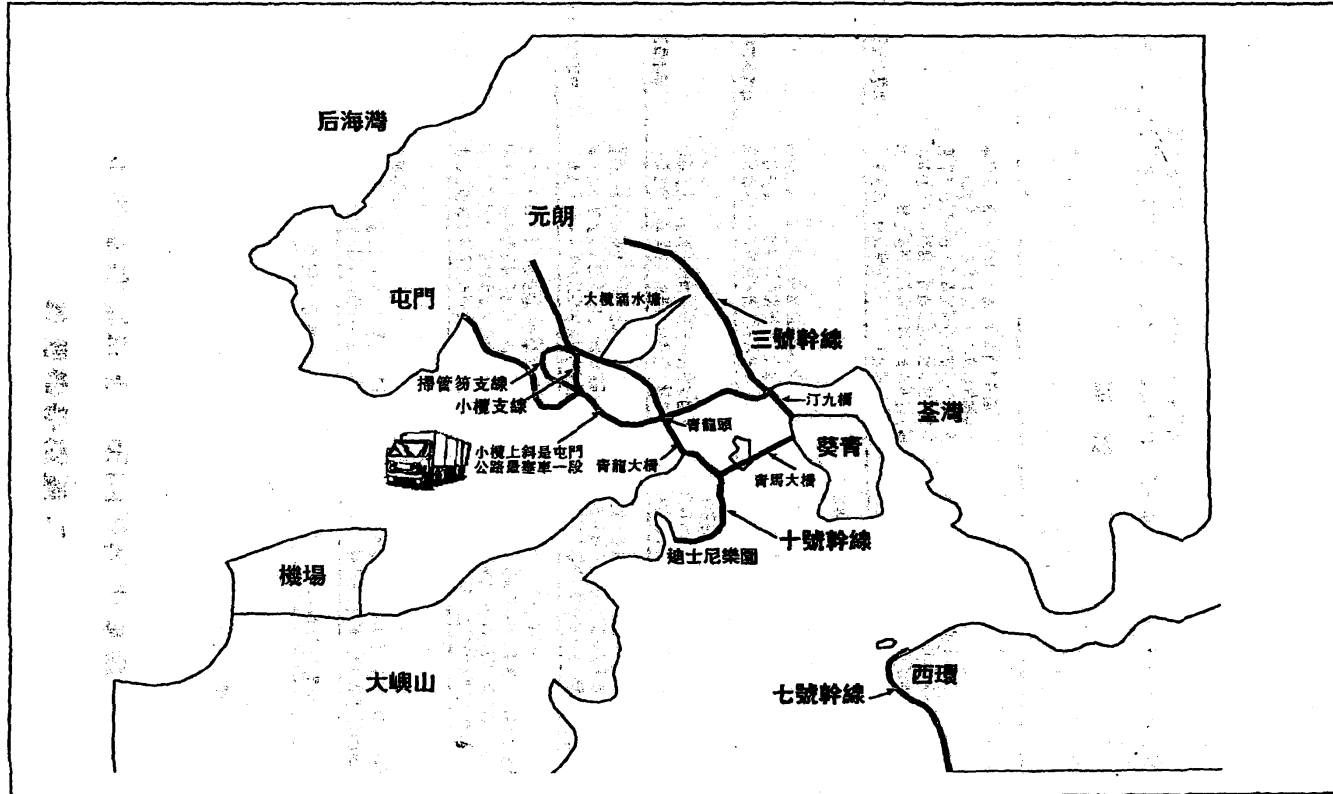 后海灣
元朗
屯門
大欖涌水塘
三號幹線
掃管笏支線
小欖支線
汀九橋
荃灣
青龍頭
葵青
小欖上斜是屯門
公路最塞車一段
青龍大橋
青馬大橋
十號幹線
迪士尼樂園
機場
大嶼山
西環
七號幹線